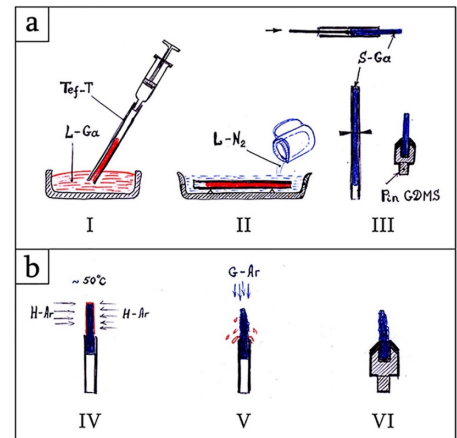 a
S-Ga
Tef-T
L-Ga
L-N₂
Pin GDMS
I
II
III
b
~ 50°C
G-Ar
H-Ar
H-Ar
IV
V
VI